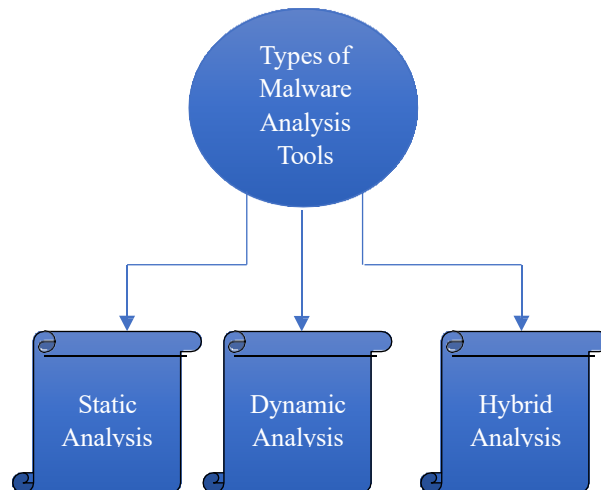 Types of
Malware
Analysis
Tools
Static
Analysis
Dynamic
Analysis
Hybrid
Analysis